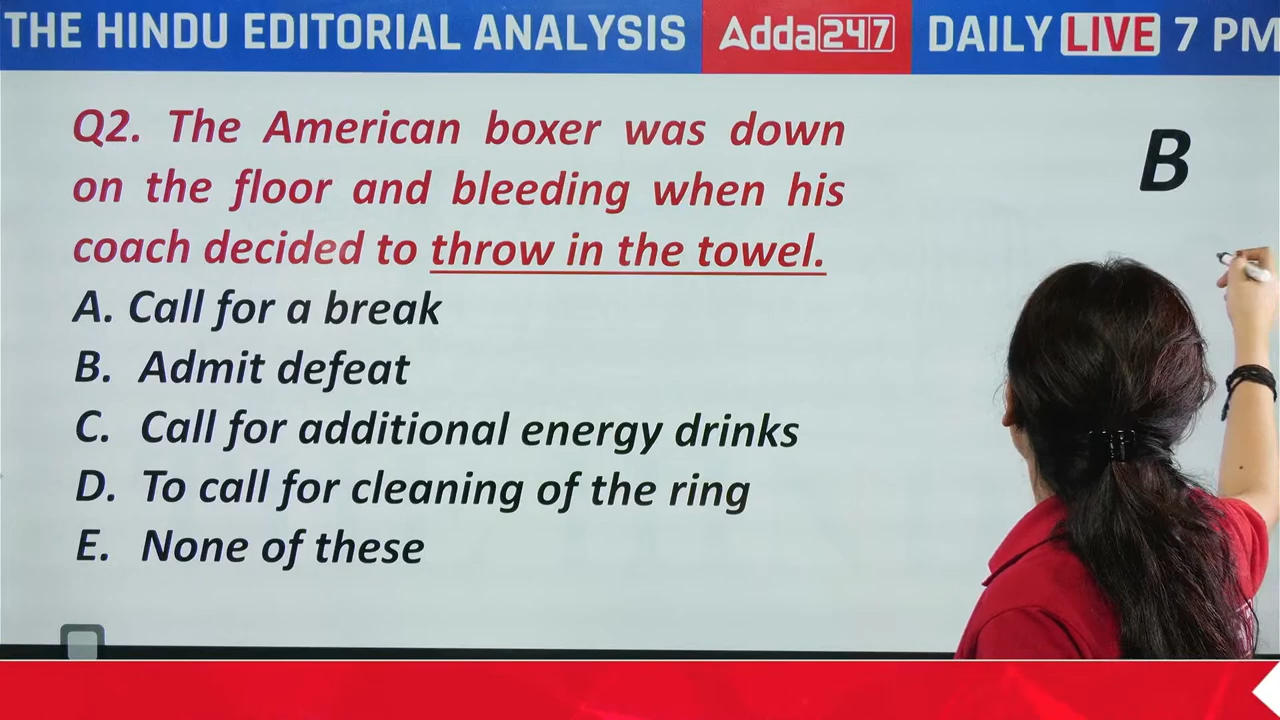 THE HINDU EDITORIAL ANALYSIS Adda247 DAILY LIVE 7 PM
Q2. The American boxer was down
on the floor and bleeding when his
coach decided to throw in the towel.
A. Call for a break
B. Admit defeat
C. Call for additional energy drinks
D. To call for cleaning of the ring
E. None of these
B